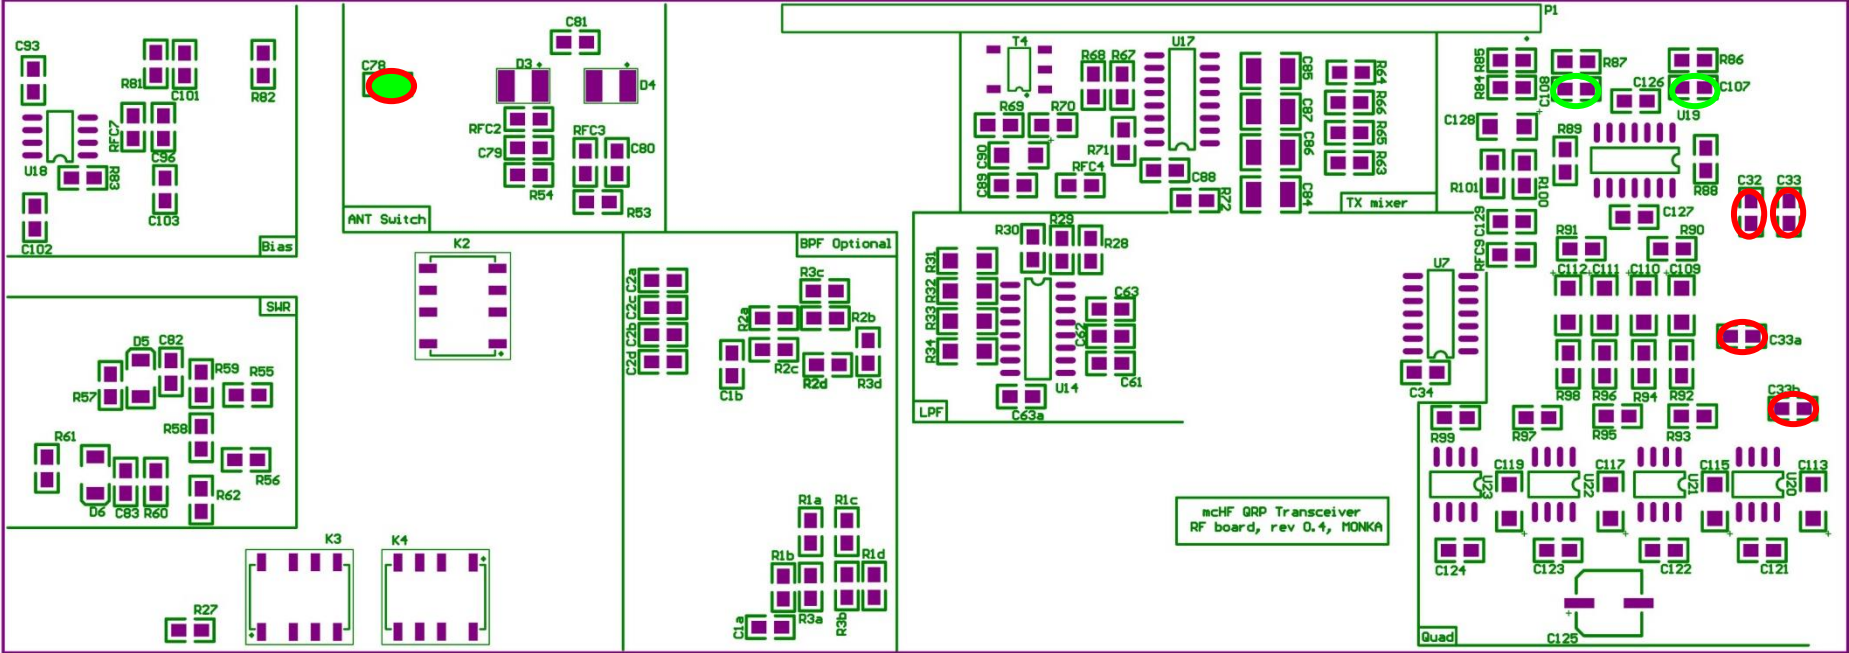 P1
C93
R81
C101
R82
RFC7
C96
U18
R83
C103
C102
Bias
C78
C81
D3
D4
RFC2
C79
R54
RFC3
C80
R53
ANT Switch
K2
BPF Optional
T4
R68
R67
U17
R69
R70
R71
C90
C89
RFC4
C88
R72
C85
C87
C86
C84
R64
R66
R65
R63
TX mixer
R85
R84
C128
R101
R100
C129
RFC9
R87
C108
C126
R86
C107
U19
R89
R88
C127
R91
R90
C32
C33
C112
C111
C110
C109
C33a
C33b
R98
R96
R94
R92
R99
R97
R95
R93
U7
C34
R30
R29
R28
R31
R32
R33
R34
C63
C62
C61
U14
C63a
LPF
C2a
C2c
C2b
C2d
R3c
R2a
R2b
R2c
R2d
R3d
C1b
SWR
D5
C82
R59
R55
R57
R58
R56
R61
D6
C83
R60
R62
K3
K4
R27
R1a
R1c
R1b
R1d
R3a
R3b
C1a
mcHF QRP Transceiver
RF board, rev 0.4, MONKA
C119
C117
C115
C113
U23
U22
U21
U20
C124
C123
C122
C121
C125
Quad